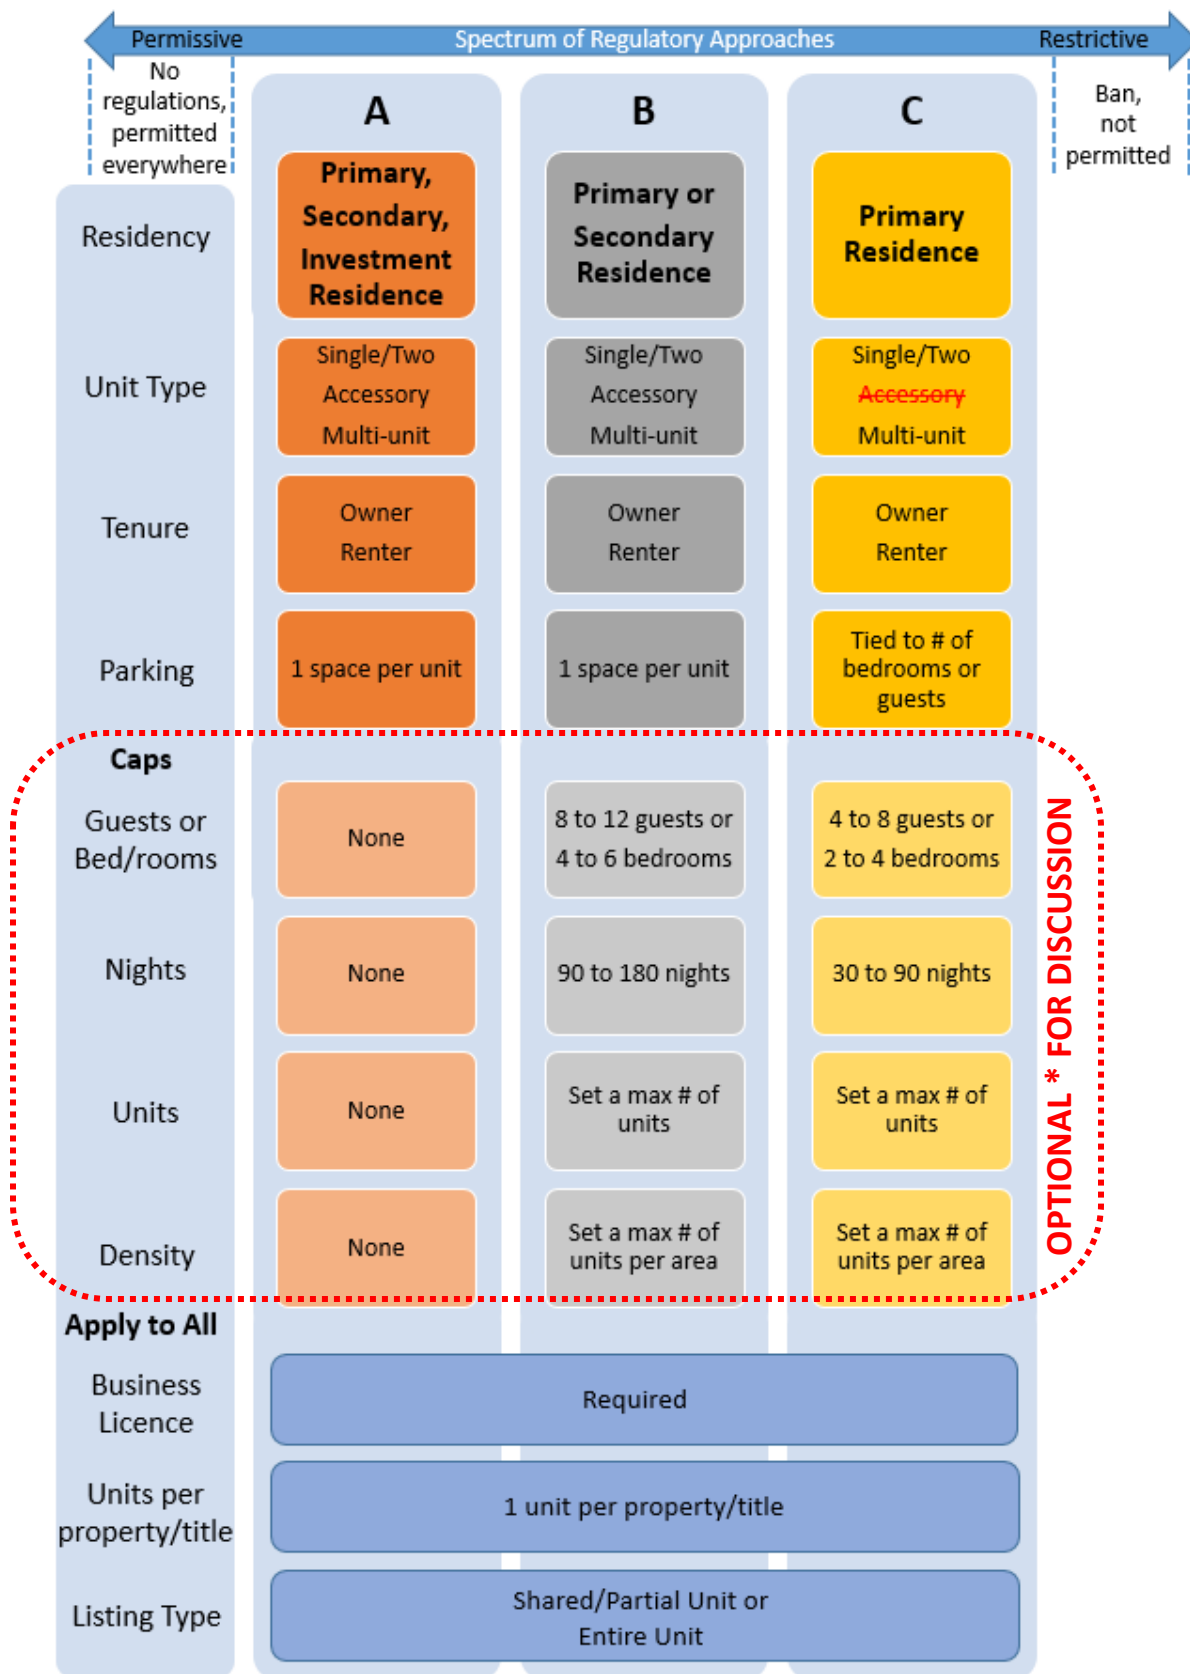 Permissive
Spectrum of Regulatory Approaches
Restrictive
No
regulations,
permitted
everywhere
A
B
C
Ban,
not
permitted
Residency
Primary,
Secondary,
Investment
Residence
Primary or
Secondary
Residence
Primary
Residence
Unit Type
Single/Two
Accessory
Multi-unit
Single/Two
Accessory
Multi-unit
Single/Two
Accessory
Multi-unit
Tenure
Owner
Renter
Owner
Renter
Owner
Renter
Parking
1 space per unit
1 space per unit
Tied to # of
bedrooms or
guests
Caps
Guests or
Bed/rooms
None
8 to 12 guests or
4 to 6 bedrooms
4 to 8 guests or
2 to 4 bedrooms
Nights
None
90 to 180 nights
30 to 90 nights
Units
None
Set a max # of
units
Set a max # of
units
Density
None
Set a max # of
units per area
Set a max # of
units per area
OPTIONAL * FOR DISCUSSION
Apply to All
Business
Licence
Required
Units per
property/title
1 unit per property/title
Listing Type
Shared/Partial Unit or
Entire Unit